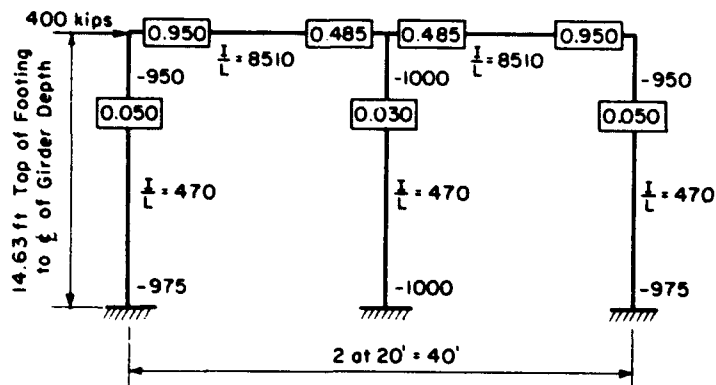 400 kips
0.950
0.485
0.485
0.950
I/L = 8510
I/L = 8510
-950
-1000
-950
0.050
0.030
0.050
14.63 ft Top of Footing
to ℄ of Girder Depth
I/L = 470
I/L = 470
I/L = 470
-975
-1000
-975
2 at 20' = 40'